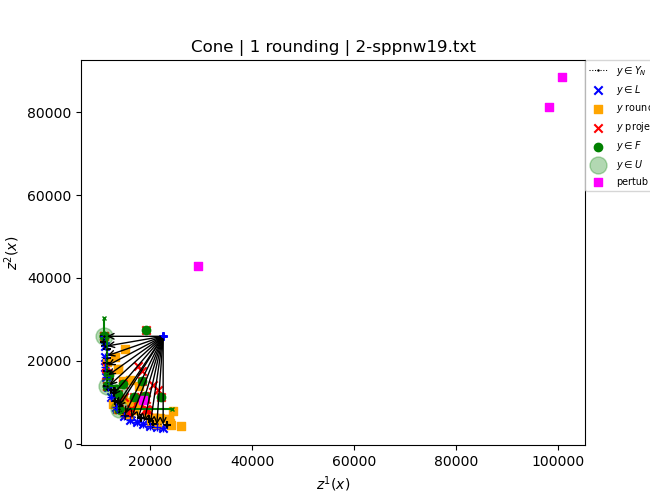 Cone | 1 rounding | 2-sppnw19.txt
y ∈ Y_N
y ∈ L
y roun
y proje
y ∈ F
y ∈ U
pertub
80000
60000
40000
20000
0
z²(x)
20000 40000 60000 80000 100000
z¹(x)